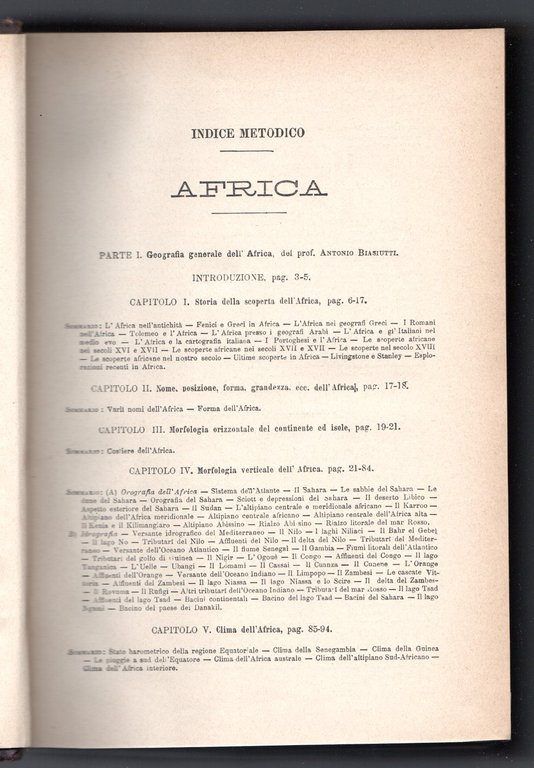 INDICE METODICO
AFRICA
PARTE I. Geografia generale dell' Africa, del prof. ANTONIO BIASIUTTI.
INTRODUZIONE, pag. 3-5.
CAPITOLO I. Storia della scoperta dell'Africa, pag. 6-17.
SOMMARIO: L' Africa nell'antichità — Fenici e Greci in Africa — L'Africa nei geografi Greci — I Romani
nell'Africa — Tolemeo e l'Africa — L'Africa presso i geografi Arabi — L'Africa e gl'Italiani nel
medio evo — L'Africa e la cartografia italiana — I Portoghesi e l'Africa — Le scoperte africane
nei secoli XVI e XVII — Le scoperte africane nei secoli XVII e XVII — Le scoperte nel secolo XVIII
— Le scoperte africane nel nostro secolo — Ultime scoperte in Africa — Livingstone e Stanley — Esplo-
razioni recenti in Africa.
CAPITOLO II. Nome, posizione, forma, grandezza, ecc. dell'Africa, pag. 17-18.
SOMMARIO: Varii nomi dell'Africa — Forma dell'Africa.
CAPITOLO III. Morfologia orizzontale del continente ed isole, pag. 19-21.
SOMMARIO: Costiere dell'Africa.
CAPITOLO IV. Morfologia verticale dell' Africa. pag. 21-84.
SOMMARIO: (A) Orografia dell'Africa — Sistema dell'Atlante — Il Sahara — Le sabbie del Sahara — Le
dune del Sahara — Orografia del Sahara — Sciott e depressioni del Sahara — Il deserto Libico —
Aspetto esteriore del Sahara — Il Sudan — L'altipiano centrale e meridionale africano — Il Karroo —
Altipiano dell'Africa meridionale — Altipiano centrale africano — Altipiano centrale dell'Africa alta —
Il Kenia e il Kilimangiaro — Altipiano Abissino — Rialzo Abissino — Rialzo litorale del mar Rosso.
B) Idrografia — Versante idrografico del Mediterraneo — Il Nilo — I laghi Niliaci — Il Bahr el Gebel
— Il lago No — Tributari del Nilo — Affluenti del Nilo — Il delta del Nilo — Tributari del Mediter-
raneo — Versante dell'Oceano Atlantico — Il fiume Senegal — Il Gambia — Fiumi litorali dell'Atlantico
— Tributari del golfo di Guinea — Il Nigir — L'Ogoué — Il Congo — Affluenti del Congo — Il lago
Tanganica — L'Uelle — Ubangi — Il Lomami — Il Cassai — Il Cuanza — Il Cunene — L'Orange
— Affluenti dell'Orange — Versante dell'Oceano Indiano — Il Limpopo — Il Zambesi — Le cascate Vit-
toria — Affluenti del Zambesi — Il lago Niassa — Il lago Niassa e lo Scire — Il delta del Zambes-
— Il Rovuma — Il Rufigi — Altri tributari dell'Oceano Indiano — Tributari del mar Rosso — Il lago Tsad
— Affluenti del lago Tsad — Bacini continentali — Bacino del lago Tsad — Bacini del Sahara — Il lago
Ngami — Bacino del paese dei Danakil.
CAPITOLO V. Clima dell'Africa, pag. 85-94.
SOMMARIO: Stato barometrico della regione Equatoriale — Clima della Senegambia — Clima della Guinea
— Le pioggie a sud dell'Equatore — Clima dell'Africa australe — Clima dell'altipiano Sud-Africano —
Clima dell'Africa interiore.